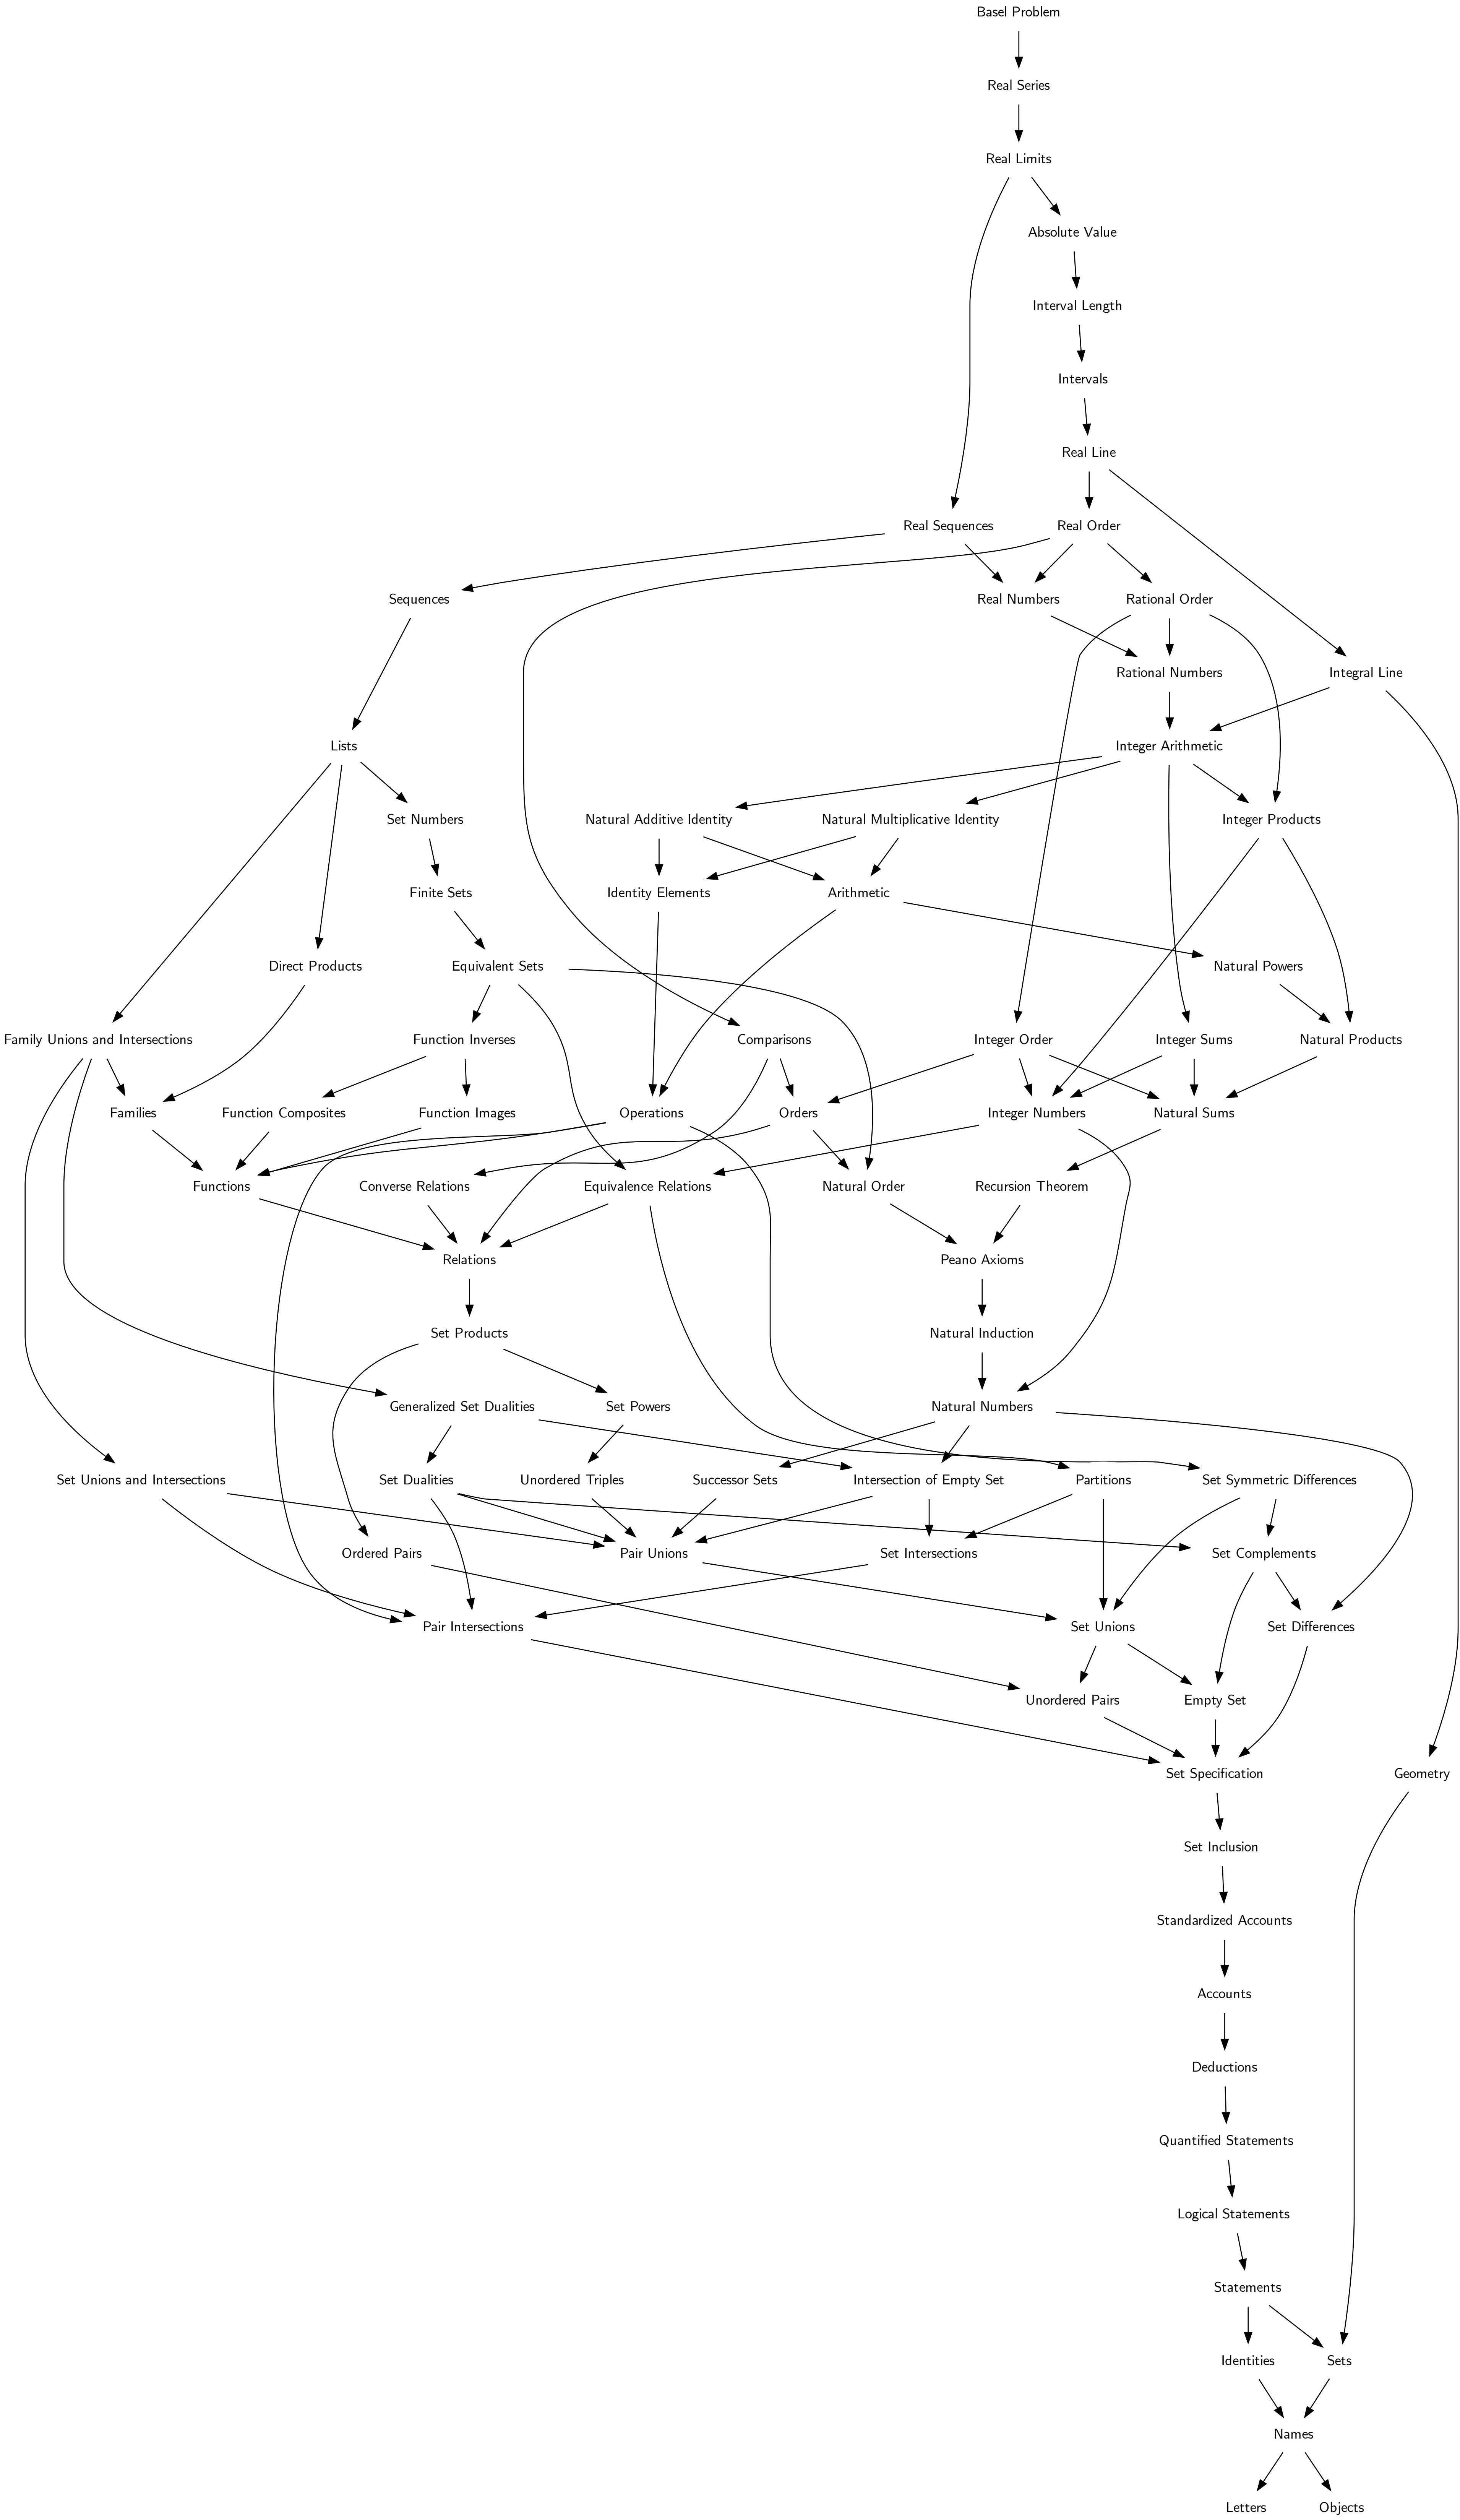 Basel Problem
Real Series
Real Limits
Absolute Value
Interval Length
Intervals
Real Line
Real Sequences
Real Order
Sequences
Real Numbers
Rational Order
Rational Numbers
Integral Line
Lists
Integer Arithmetic
Set Numbers
Natural Additive Identity
Natural Multiplicative Identity
Integer Products
Finite Sets
Identity Elements
Arithmetic
Direct Products
Equivalent Sets
Natural Powers
Family Unions and Intersections
Function Inverses
Comparisons
Integer Order
Integer Sums
Natural Products
Families
Function Composites
Function Images
Operations
Orders
Integer Numbers
Natural Sums
Functions
Converse Relations
Equivalence Relations
Natural Order
Recursion Theorem
Relations
Peano Axioms
Set Products
Natural Induction
Generalized Set Dualities
Set Powers
Natural Numbers
Set Unions and Intersections
Set Dualities
Unordered Triples
Successor Sets
Intersection of Empty Set
Partitions
Set Symmetric Differences
Ordered Pairs
Pair Unions
Set Intersections
Set Complements
Pair Intersections
Set Unions
Set Differences
Unordered Pairs
Empty Set
Set Specification
Geometry
Set Inclusion
Standardized Accounts
Accounts
Deductions
Quantified Statements
Logical Statements
Statements
Identities
Sets
Names
Letters
Objects